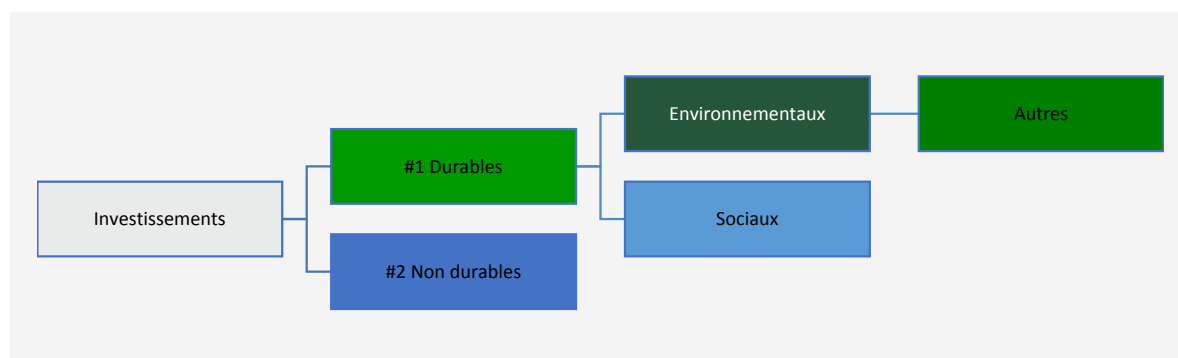 Investissements
#1 Durables
#2 Non durables
Environnementaux
Sociaux
Autres